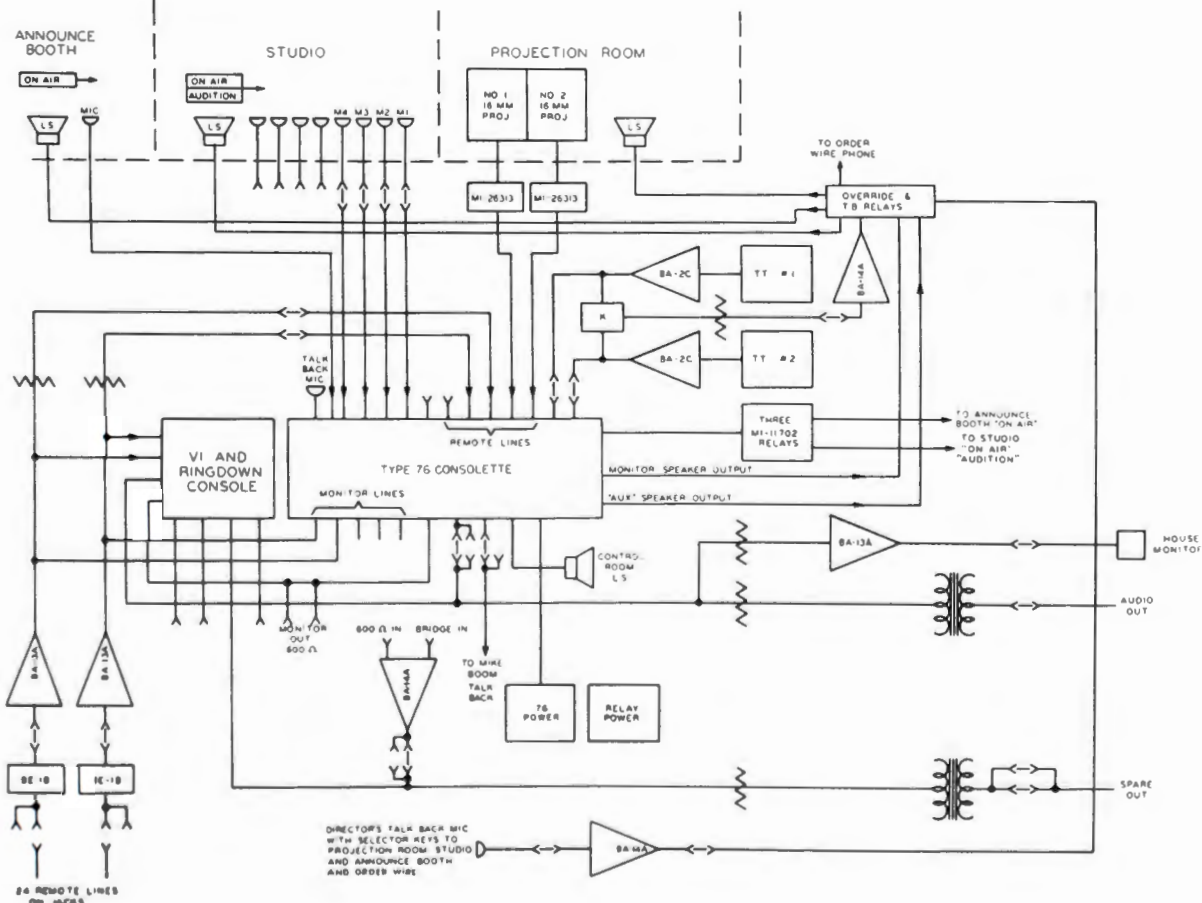 ANNOUNCE
BOOTH
STUDIO
PROJECTION ROOM
ON AIR
ON AIR
AUDITION
NO 1
16 MM
PROJ
NO 2
16 MM
PROJ
LS
MIC
LS
M4
M3
M2
M1
LS
TO ORDER
WIRE PHONE
MI-26313
MI-26313
OVERRIDE &
T.B RELAYS
BA-2C
TT #1
BA-14A
K
BA-2C
TT #2
TALK
BACK
MIC
REMOTE LINES
THREE
MI-11702
RELAYS
TO ANNOUNCE
BOOTH "ON AIR"
TO STUDIO
"ON AIR"
"AUDITION"
VI AND
RINGDOWN
CONSOLE
TYPE 76 CONSOLETTE
MONITOR LINES
MONITOR SPEAKER OUTPUT
"AUX" SPEAKER OUTPUT
BA-13A
HOUSE
MONITOR
CONTROL
ROOM
LS
AUDIO
OUT
MONITOR
OUT
600 Ω
600 Ω IN
BRIDGE IN
BA-13A
BA-14A
TO MIKE
BOOM
TALK
BACK
76
POWER
RELAY
POWER
SPARE
OUT
DIRECTOR'S TALK BACK MIC
WITH SELECTOR KEYS TO
PROJECTION ROOM STUDIO
AND ANNOUNCE BOOTH
AND ORDER WIRE
BA-14A
24 REMOTE LINES
ON JACKS